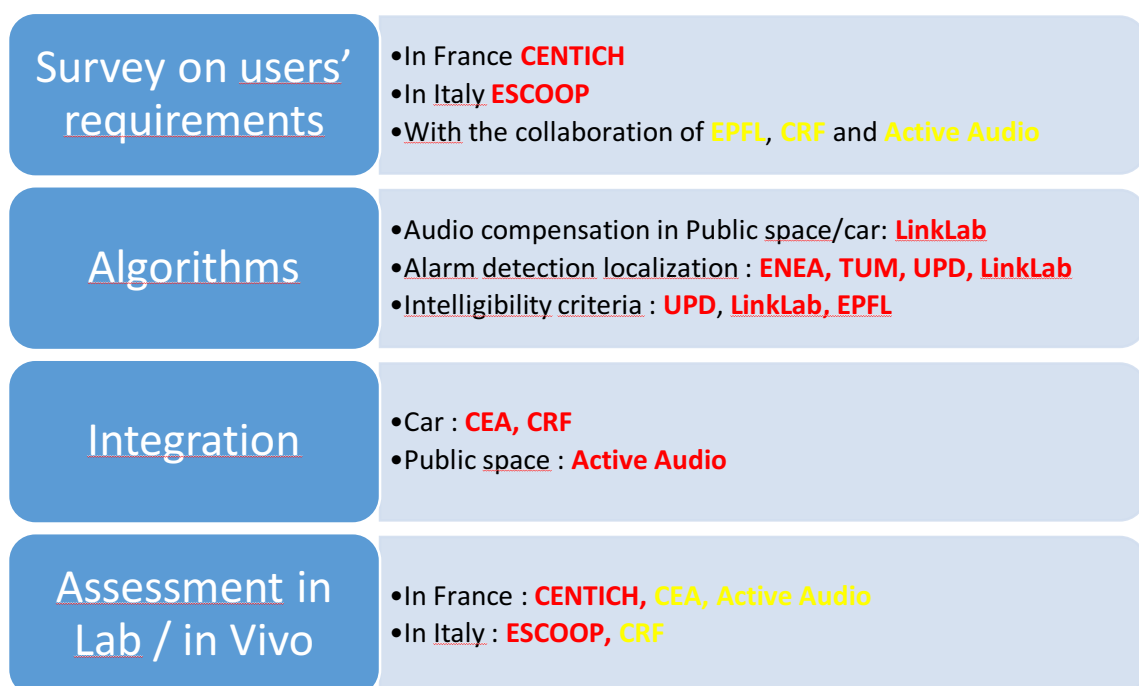 Survey on users'
requirements
•In France CENTICH
•In Italy ESCOOP
•With the collaboration of EPFL, CRF and Active Audio
Algorithms
•Audio compensation in Public space/car: LinkLab
•Alarm detection localization : ENEA, TUM, UPD, LinkLab
•Intelligibility criteria : UPD, LinkLab, EPFL
Integration
•Car : CEA, CRF
•Public space : Active Audio
Assessment in
Lab / in Vivo
•In France : CENTICH, CEA, Active Audio
•In Italy : ESCOOP, CRF